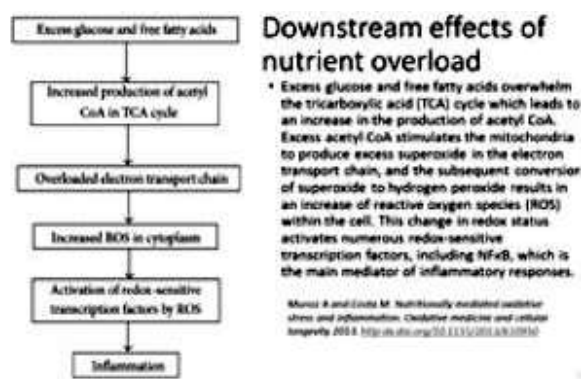 Excess glucose and free fatty acids
Increased production of acetyl
CoA in TCA cycle
Overloaded electron transport chain
Increased ROS in cytoplasm
Activation of redox-sensitive
transcription factors by ROS
Inflammation
Downstream effects of
nutrient overload
• Excess glucose and free fatty acids overwhelm
the tricarboxylic acid (TCA) cycle which leads to
an increase in the production of acetyl CoA.
Excess acetyl CoA stimulates the mitochondria
to produce excess superoxide in the electron
transport chain, and the subsequent conversion
of superoxide to hydrogen peroxide results in
an increase of reactive oxygen species (ROS)
within the cell. This change in redox status
activates numerous redox-sensitive
transcription factors, including NFκB, which is
the main mediator of inflammatory responses.
Munoz A and Costa M. Nutritionally mediated oxidative
stress and inflammation. Oxidative medicine and cellular
longevity 2013.